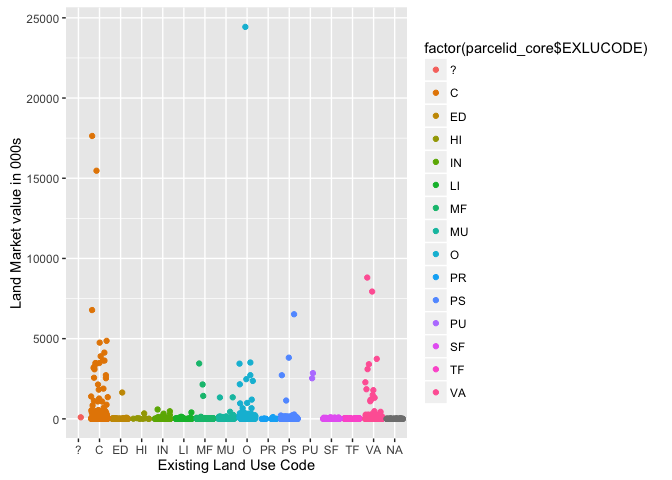 25000
20000
15000
10000
5000
0
Land Market value in 000s
? C ED HI IN LI MF MU O PR PS PU SF TF VA NA
Existing Land Use Code
factor(parcelid_core$EXLUCODE)
?
C
ED
HI
IN
LI
MF
MU
O
PR
PS
PU
SF
TF
VA